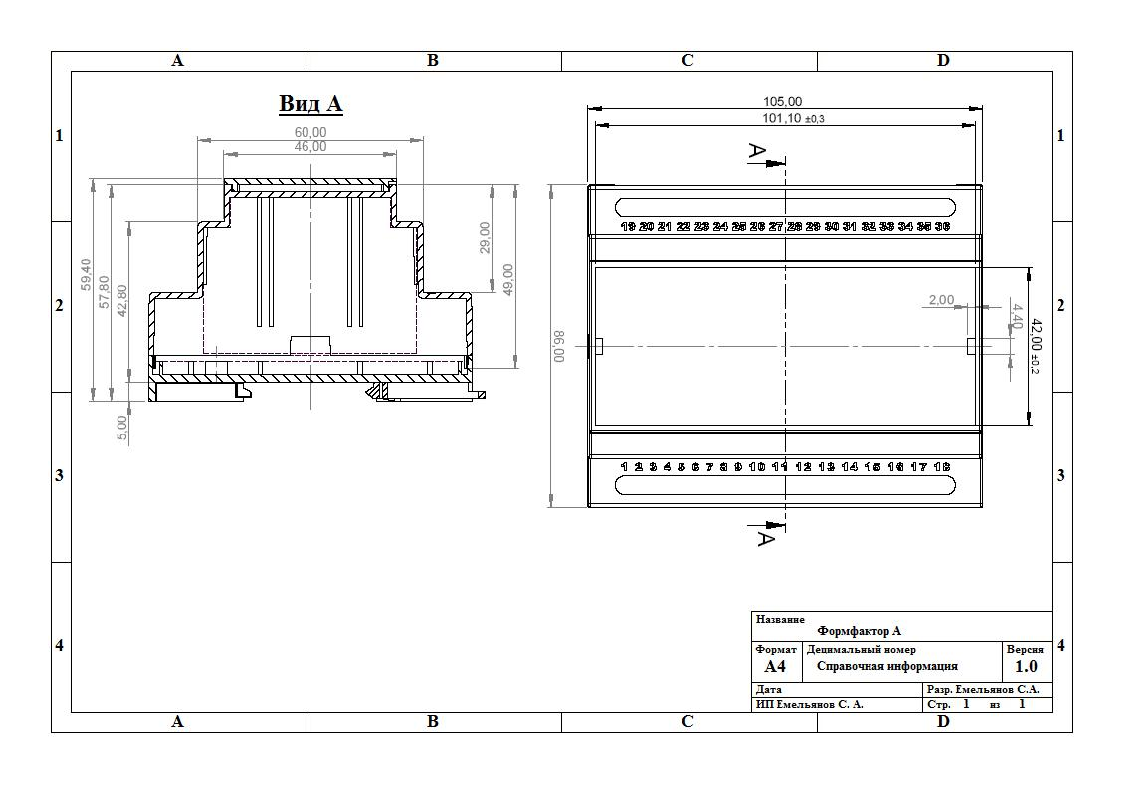 A B C D
Вид А
105,00
101,10 ±0,3
60,00
46,00
1 1
А
19 20 21 22 23 24 25 26 27 28 29 30 31 32 33 34 35 36
29,00
49,00
59,40
57,80
42,80
2 2
2,00
4,40
42,00 ±0,2
86,00
5,00
1 2 3 4 5 6 7 8 9 10 11 12 13 14 15 16 17 18
3 3
А
Название
Формфактор А
Формат Децимальный номер Версия
А4 Справочная информация 1.0
4 4
Дата Разр. Емельянов С.А.
ИП Емельянов С. А. Стр. 1 из 1
A B C D